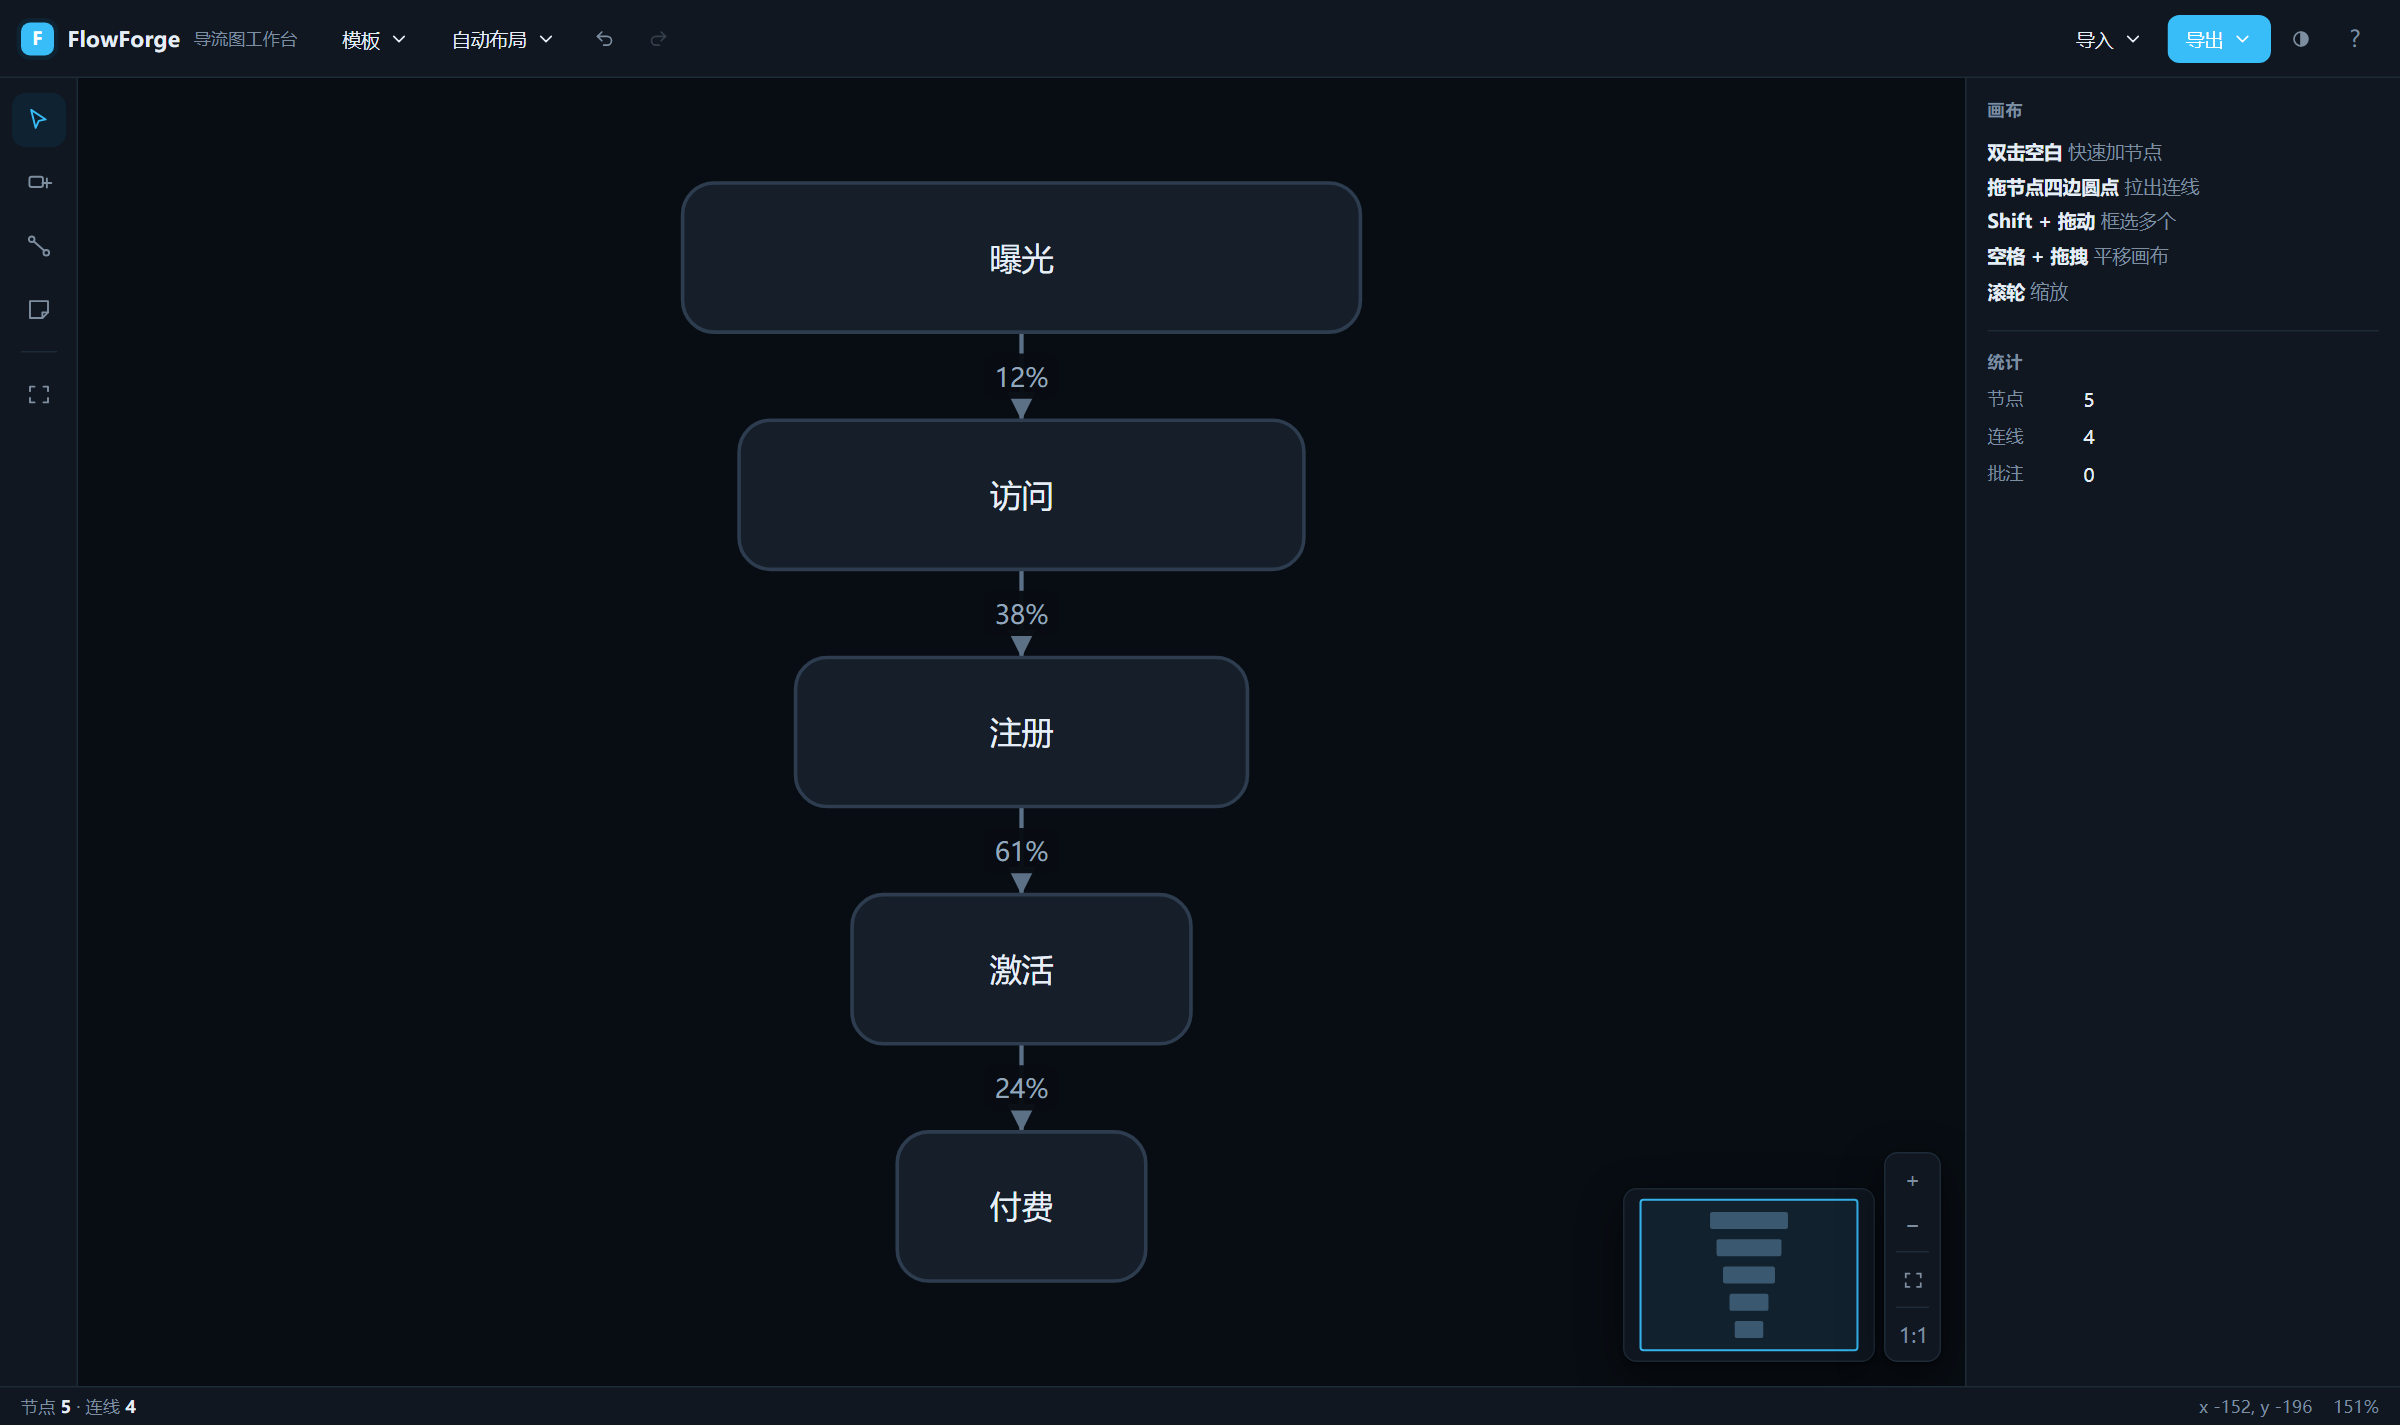 F FlowForge 导流图工作台 模板 自动布局 导入 导出 ?
曝光
12%
访问
38%
注册
61%
激活
24%
付费
画布
双击空白 快速加节点
拖节点四边圆点 拉出连线
Shift + 拖动 框选多个
空格 + 拖拽 平移画布
滚轮 缩放
统计
节点 5
连线 4
批注 0
+
−
1:1
节点 5 · 连线 4
x -152, y -196 151%